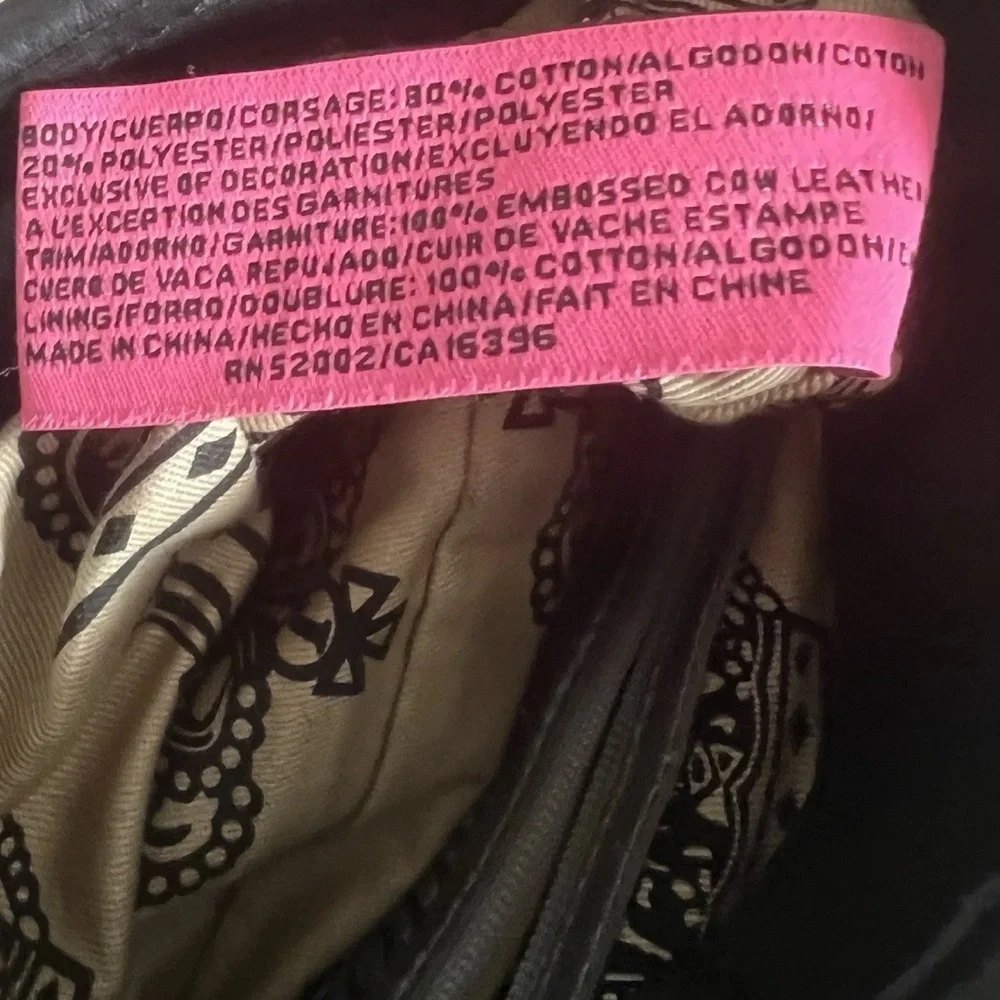 BODY/CUERPO/CORSAGE: 80% COTTON/ALGODON/COTON
20% POLYESTER/POLIESTER/POLYESTER
EXCLUSIVE OF DECORATION/EXCLUYENDO EL ADORNO/
A L'EXCEPTION DES GARNITURES
TRIM/ADORNO/GARNITURE: 100% EMBOSSED COW LEATHER
CUERO DE VACA REPUJADO/CUIR DE VACHE ESTAMPE
LINING/FORRO/DOUBLURE: 100% COTTON/ALGODON/C
MADE IN CHINA/HECHO EN CHINA/FAIT EN CHINE
RN52002/CA16396